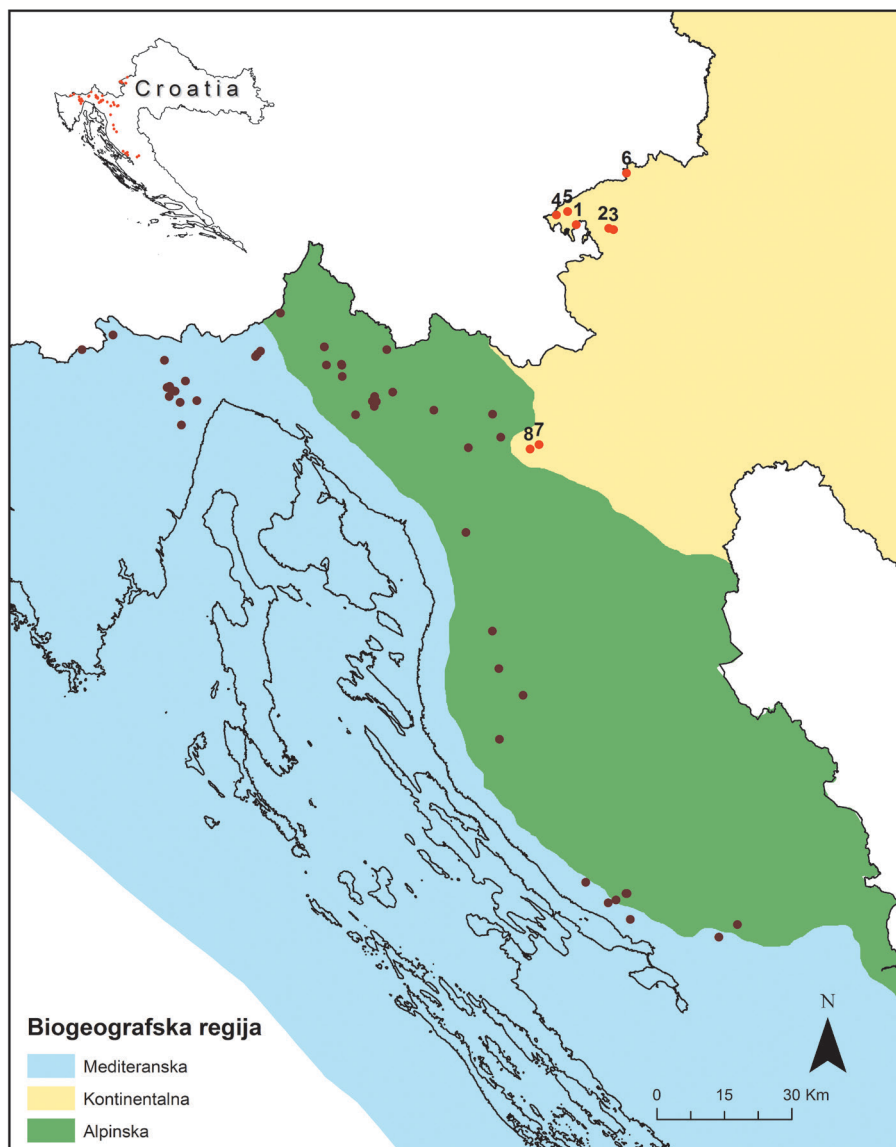 Croatia
6
45
1
23
87
Biogeografska regija
Mediteranska
Kontinentalna
Alpinska
N
0 15 30 Km